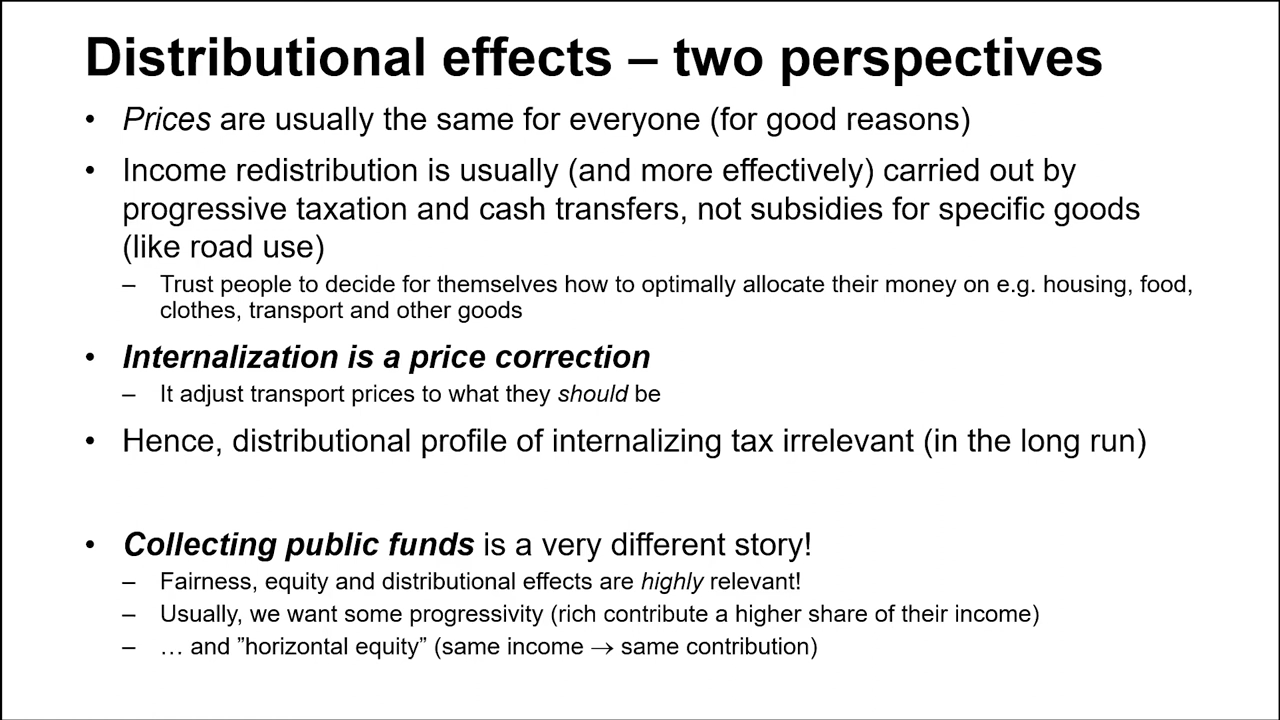 Distributional effects – two perspectives
• Prices are usually the same for everyone (for good reasons)
• Income redistribution is usually (and more effectively) carried out by
progressive taxation and cash transfers, not subsidies for specific goods
(like road use)
– Trust people to decide for themselves how to optimally allocate their money on e.g. housing, food,
clothes, transport and other goods
• Internalization is a price correction
– It adjust transport prices to what they should be
• Hence, distributional profile of internalizing tax irrelevant (in the long run)
• Collecting public funds is a very different story!
– Fairness, equity and distributional effects are highly relevant!
– Usually, we want some progressivity (rich contribute a higher share of their income)
– … and ”horizontal equity” (same income → same contribution)